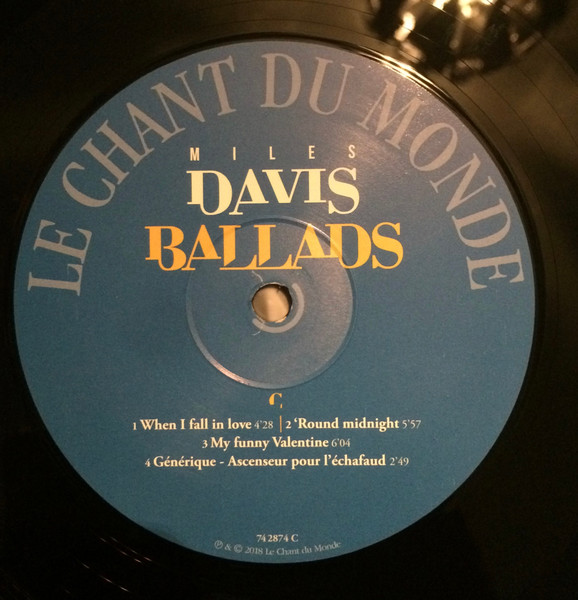 LE CHANT DU MONDE
MILES
DAVIS
BALLADS
C
1 When I fall in love 4'28 | 2 'Round midnight 5'57
3 My funny Valentine 6'04
4 Générique - Ascenseur pour l'échafaud 2'49
74 2874 C
℗ & © 2018 Le Chant du Monde